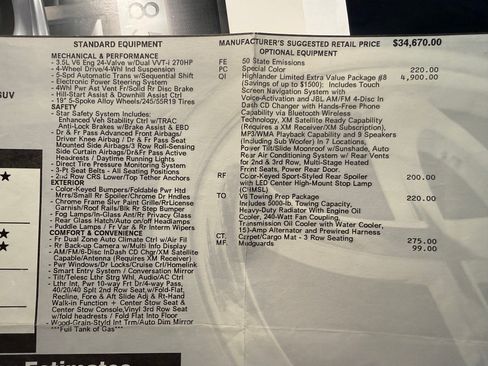 STANDARD EQUIPMENT
MECHANICAL & PERFORMANCE
- 3.5L V6 Eng 24-Valve w/Dual VVT-i 270HP
- 4-Wheel Drive/4-Whl Ind Suspension
- 5-Spd Automatic Trans w/Sequential Shift
- Electronic Power Steering System
- 4Whl Pwr Ast Vent Fr/Solid Rr Disc Brake
- Hill-Start Assist & Downhill Assist Ctrl
- 19" 5-Spoke Alloy Wheels/245/55R19 Tires
SAFETY
- Star Safety System Includes:
Enhanced Veh Stability Ctrl w/TRAC
Anti-Lock Brakes w/Brake Assist & EBD
- Dr & Fr Pass Advanced Front Airbags/
Driver Knee Airbag / Dr & Fr Pass Seat
Mounted Side Airbags/3 Row Roll-Sensing
Side Curtain Airbags/Dr&Fr Pass Active
Headrests / Daytime Running Lights
- Direct Tire Pressure Monitoring System
- 3-Pt Seat Belts - All Seating Positions
- 2nd Row CRS Lower/Top Tether Anchors
EXTERIOR
- Color-Keyed Bumpers/Foldable Pwr Htd
Mrrs/Small Rr Spoiler/Chrome Dr Hndles
- Chrome Frame Slvr Paint Grille/RrLicense
Garnish/Roof Rails/Blk Rr Step Bumper
- Fog Lamps/In-Glass Ant/Rr Privacy Glass
- Rear Glass Hatch/Auto on/off Headlamps
- Puddle Lamps / Fr Var & Rr Interm Wipers
COMFORT & CONVENIENCE
- Fr Dual Zone Auto Climate Ctrl w/Air Fil
- Rr Back-up Camera w/Multi Info Display
- AM/FM/6-Disc InDash CD Chgr/XM Satellite
Capable/Antenna (Requires XM Receiver)
- Pwr Windows/Dr Locks/Cruise Crl/Homelink
- Smart Entry System / Conversation Mirror
- Tilt/Telesc Lthr Strg Whl, Audio/AC Ctrl
- Lthr Int, Pwr 10-way Frt Dr/4-way Pass,
40/20/40 Splt 2nd Row Seat,w/Fold-Flat,
Recline, Fore & Aft Slide Adj & Rt-Hand
Walk-in Function + Center Stow Seat &
Center Stow Console,Vinyl 3rd Row Seat
w/fold headrests / Fold Flat Into Floor
- Wood-Grain-Styld Int Trm/Auto Dim Mirror
***Full Tank of Gas***
MANUFACTURER'S SUGGESTED RETAIL PRICE $34,670.00
OPTIONAL EQUIPMENT
FE 50 State Emissions
Special Color 220.00
Highlander Limited Extra Value Package #8 4,900.00
(Savings of up to $1500): Includes Touch
Screen Navigation System with
Voice-Activation and JBL AM/FM 4-Disc In
Dash CD Changer with Hands-Free Phone
Capability via Bluetooth Wireless
Technology, XM Satellite Ready Capability
(Requires a XM Receiver/XM Subscription),
MP3/WMA Playback Capability and 9 Speakers
(Including Sub Woofer) in 7 Locations,
Power Tilt/Slide Moonroof w/Sunshade, Auto
Rear Air Conditioning System w/ Rear Vents
for 2nd & 3rd Row, Multi-Stage Heated
Front Seats, Power Rear Door.
RF Color-Keyed Sport-Styled Rear Spoiler 200.00
with LED Center High-Mount Stop Lamp
(CHMSL)
TO V6 Towing Prep Package 220.00
Includes 5000-lb. Towing Capacity,
Heavy-Duty Radiator With Engine Oil
Cooler, 240-Watt Fan Coupling,
Transmission Oil Cooler with Water Cooler,
150-Amp Alternator and Prewired Harness
CT. Carpet/Cargo Mat - 3 Row Seating 275.00
MF. Mudguards 99.00